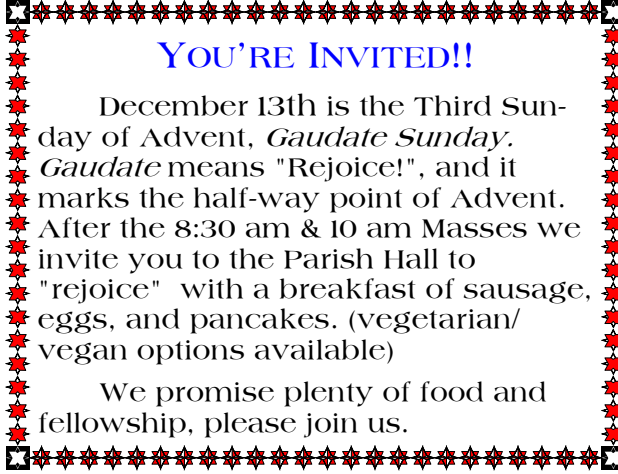 YOU'RE INVITED!!
December 13th is the Third Sun-
day of Advent, Gaudate Sunday.
Gaudate means "Rejoice!", and it
marks the half-way point of Advent.
After the 8:30 am & 10 am Masses we
invite you to the Parish Hall to
"rejoice" with a breakfast of sausage,
eggs, and pancakes. (vegetarian/
vegan options available)
We promise plenty of food and
fellowship, please join us.